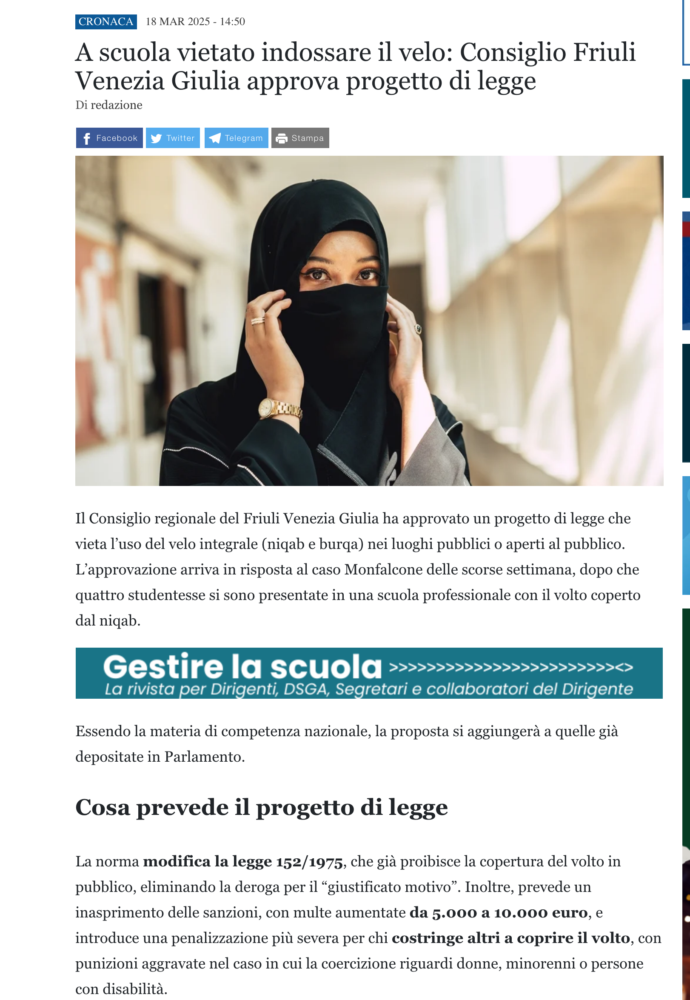 CRONACA 18 MAR 2025 - 14:50
A scuola vietato indossare il velo: Consiglio Friuli
Venezia Giulia approva progetto di legge
Di redazione
Facebook Twitter Telegram Stampa
Il Consiglio regionale del Friuli Venezia Giulia ha approvato un progetto di legge che
vieta l’uso del velo integrale (niqab e burqa) nei luoghi pubblici o aperti al pubblico.
L’approvazione arriva in risposta al caso Monfalcone delle scorse settimana, dopo che
quattro studentesse si sono presentate in una scuola professionale con il volto coperto
dal niqab.
Gestire la scuola >>>>>>>>>>>>>>>>>>>>>>>><>
La rivista per Dirigenti, DSGA, Segretari e collaboratori del Dirigente
Essendo la materia di competenza nazionale, la proposta si aggiungerà a quelle già
depositate in Parlamento.
Cosa prevede il progetto di legge
La norma modifica la legge 152/1975, che già proibisce la copertura del volto in
pubblico, eliminando la deroga per il “giustificato motivo”. Inoltre, prevede un
inasprimento delle sanzioni, con multe aumentate da 5.000 a 10.000 euro, e
introduce una penalizzazione più severa per chi costringe altri a coprire il volto, con
punizioni aggravate nel caso in cui la coercizione riguardi donne, minorenni o persone
con disabilità.